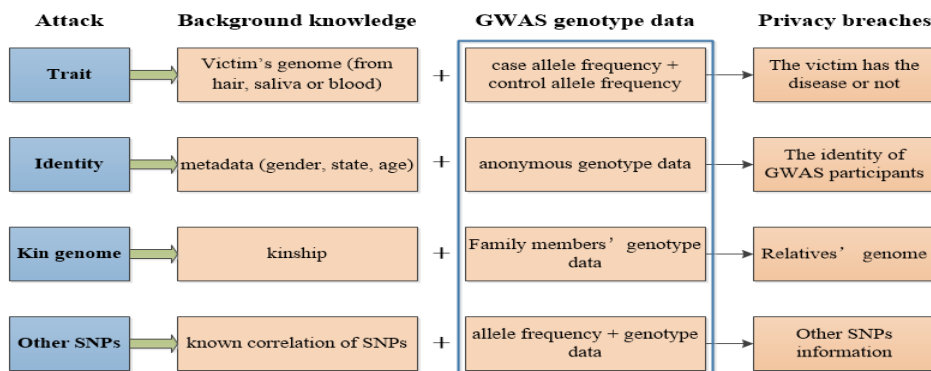 Attack Background knowledge GWAS genotype data Privacy breaches
Trait
Victim's genome (from
hair, saliva or blood)
+
case allele frequency +
control allele frequency
The victim has the
disease or not
Identity
metadata (gender, state, age)
+
anonymous genotype data
The identity of
GWAS participants
Kin genome
kinship
+
Family members' genotype
data
Relatives' genome
Other SNPs
known correlation of SNPs
+
allele frequency + genotype
data
Other SNPs
information